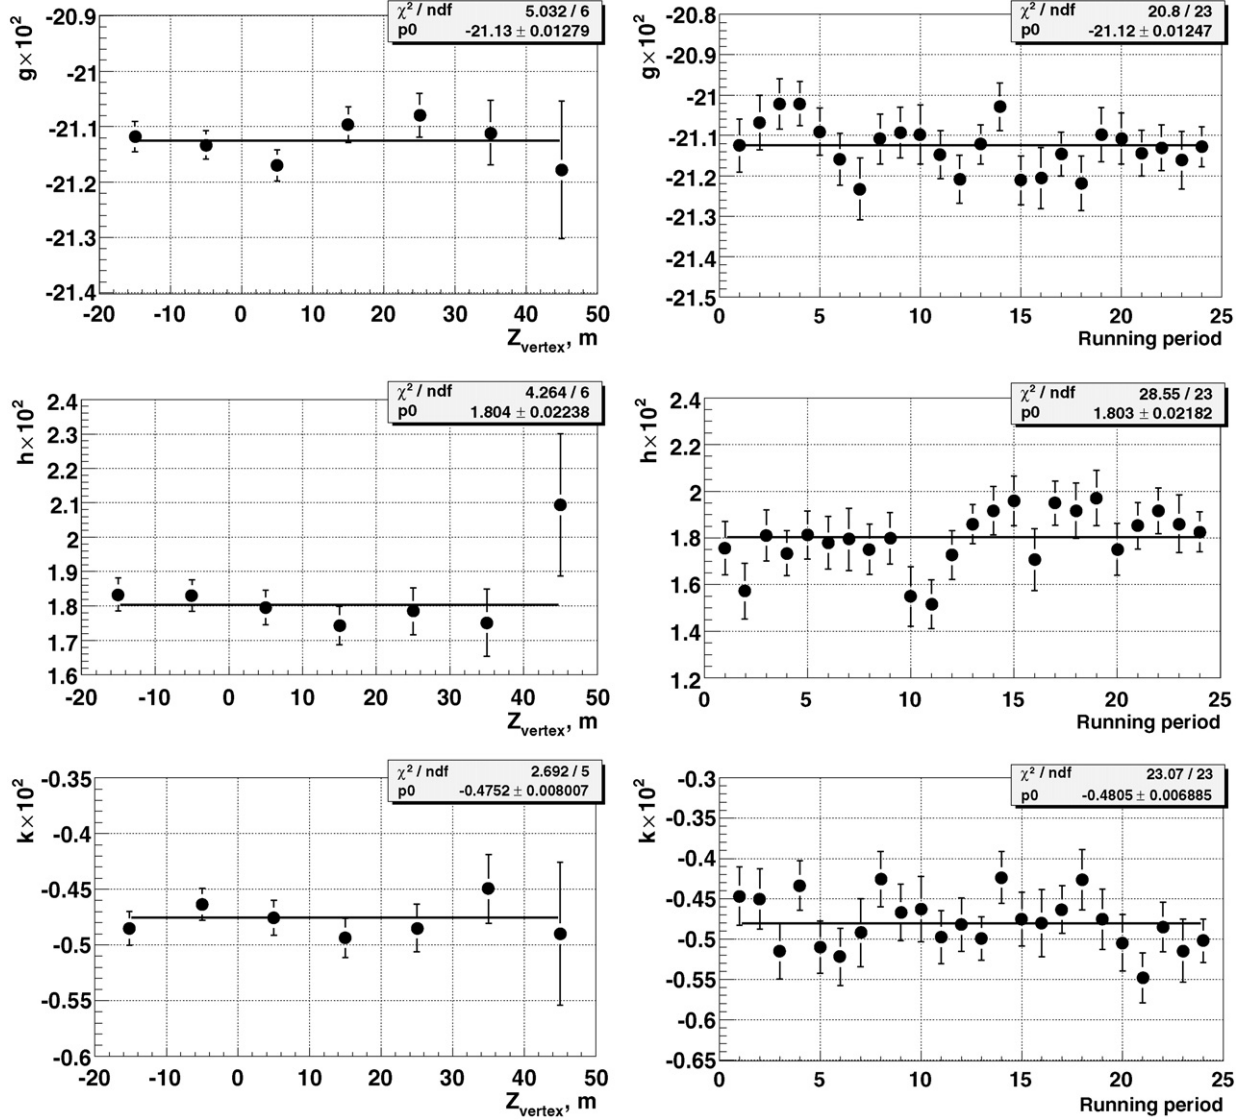 g×10²
-20.9
-21
-21.1
-21.2
-21.3
-21.4
χ² / ndf 5.032 / 6
p0 -21.13 ± 0.01279
-20 -10 0 10 20 30 40 50
Z_vertex, m
g×10²
-20.8
-20.9
-21
-21.1
-21.2
-21.3
-21.4
-21.5
χ² / ndf 20.8 / 23
p0 -21.12 ± 0.01247
0 5 10 15 20 25
Running period
h×10²
2.4
2.3
2.2
2.1
2
1.9
1.8
1.7
1.6
χ² / ndf 4.264 / 6
p0 1.804 ± 0.02238
-20 -10 0 10 20 30 40 50
Z_vertex, m
h×10²
2.4
2.2
2
1.8
1.6
1.4
1.2
χ² / ndf 28.55 / 23
p0 1.803 ± 0.02182
0 5 10 15 20 25
Running period
k×10²
-0.35
-0.4
-0.45
-0.5
-0.55
-0.6
χ² / ndf 2.692 / 5
p0 -0.4752 ± 0.008007
-20 -10 0 10 20 30 40 50
Z_vertex, m
k×10²
-0.3
-0.35
-0.4
-0.45
-0.5
-0.55
-0.6
-0.65
χ² / ndf 23.07 / 23
p0 -0.4805 ± 0.006885
0 5 10 15 20 25
Running period